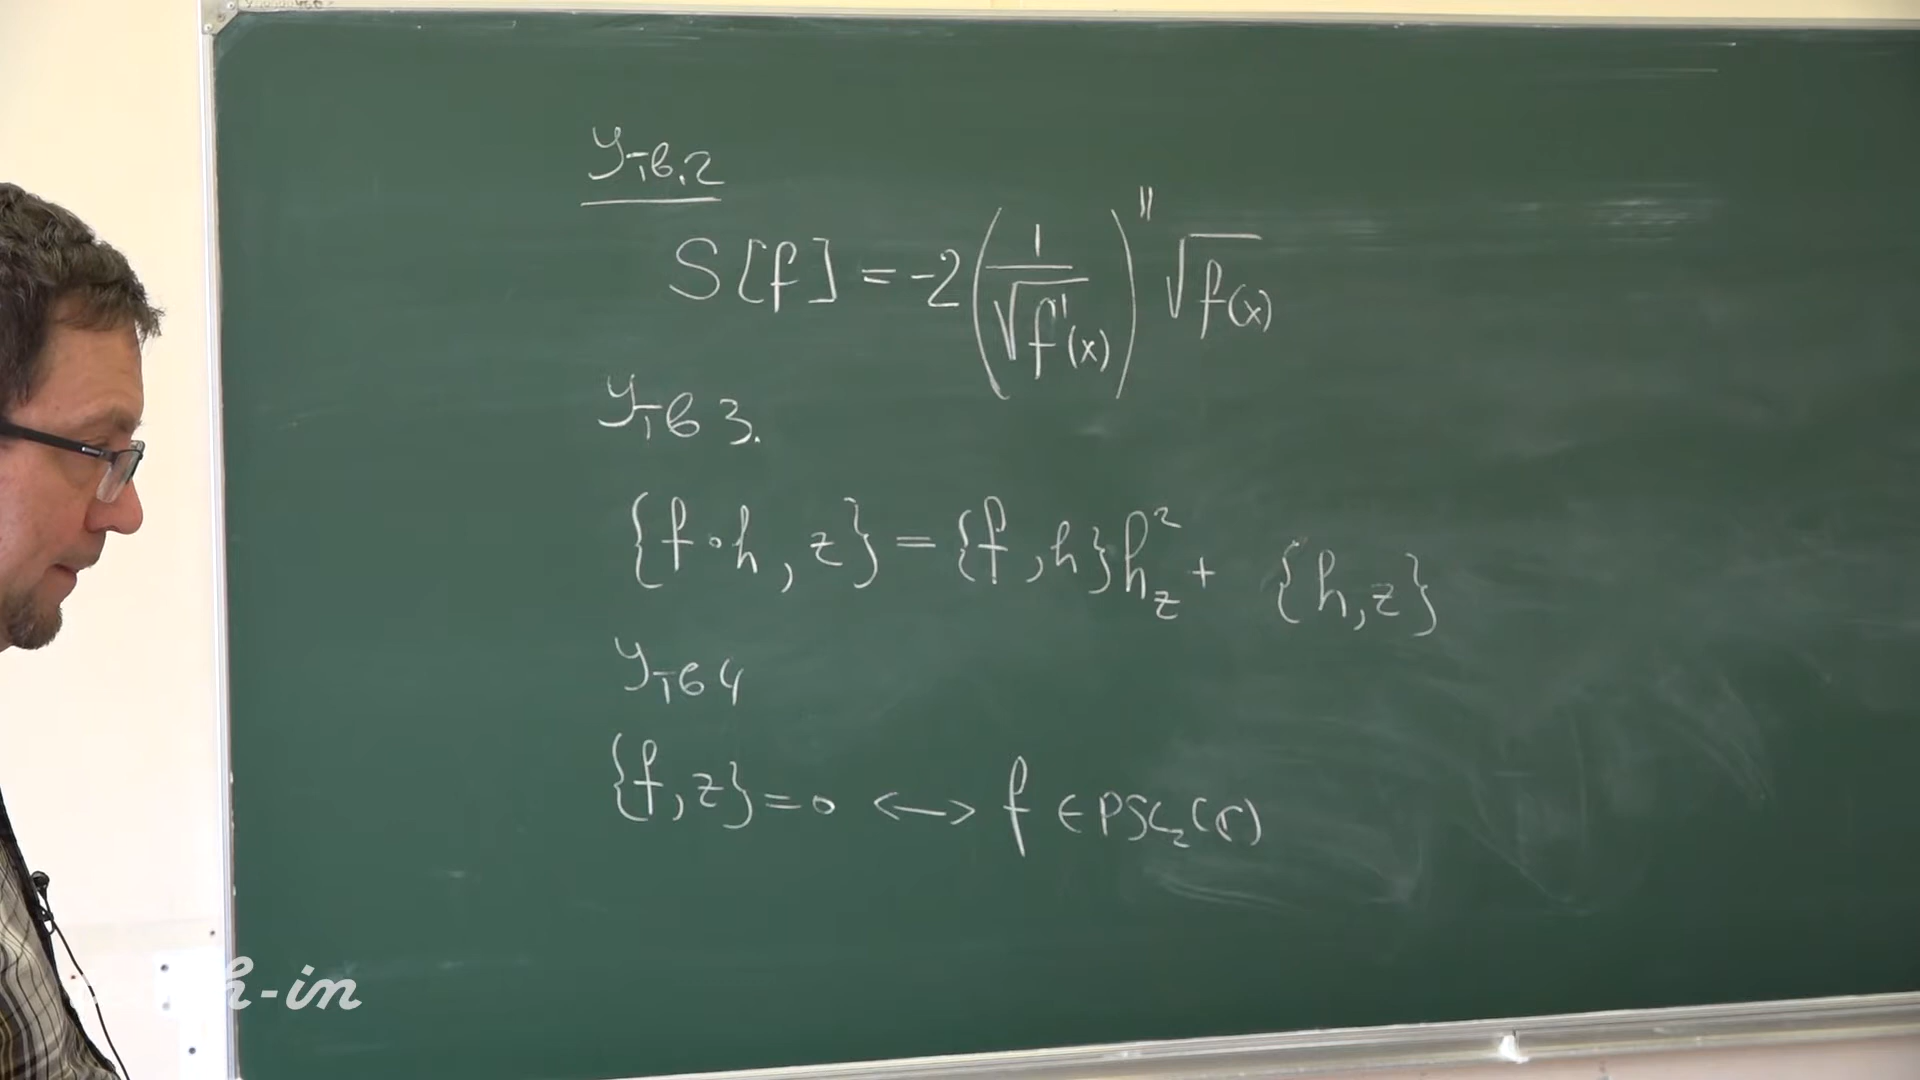 Утв.2
S[f] = -2(1/√f'(x))'' √f(x)
Утв 3.
{f∘h, z} = {f, h}h_z^2 + {h, z}
Утв 4
{f, z} = 0 ⟷ f ∈ PSL_2(C)
h-in